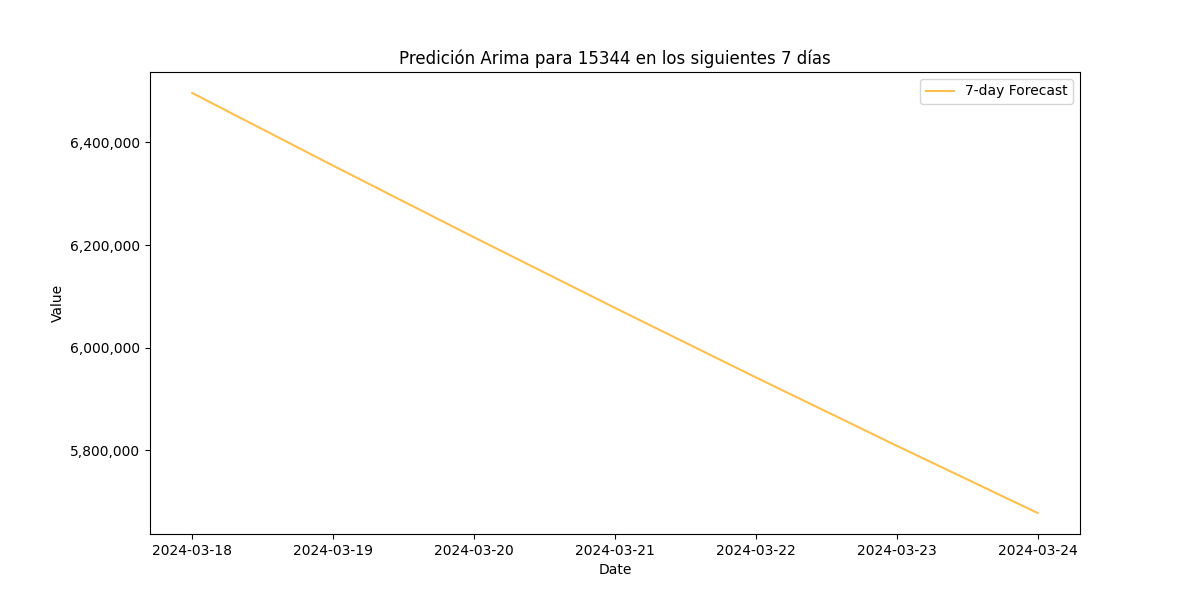 Predición Arima para 15344 en los siguientes 7 días
7-day Forecast
Value
6,400,000
6,200,000
6,000,000
5,800,000
2024-03-18 2024-03-19 2024-03-20 2024-03-21 2024-03-22 2024-03-23 2024-03-24
Date